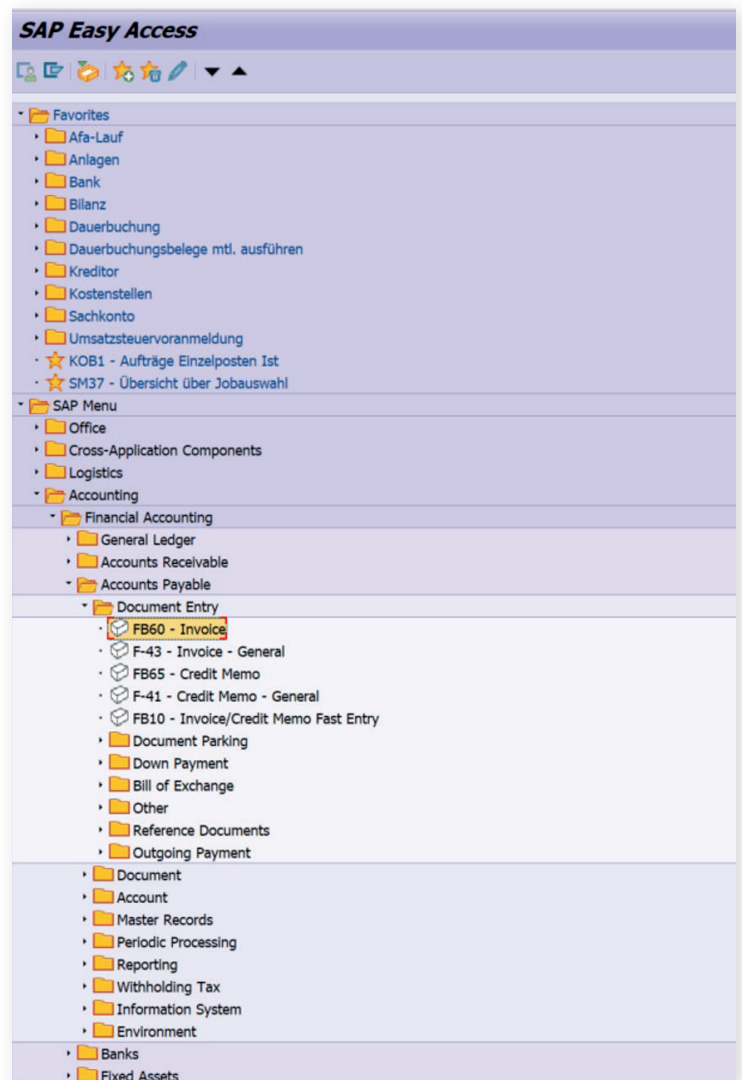 SAP Easy Access
Favorites
Afa-Lauf
Anlagen
Bank
Bilanz
Dauerbuchung
Dauerbuchungsbelege mtl. ausführen
Kreditor
Kostenstellen
Sachkonto
Umsatzsteuervoranmeldung
KOB1 - Aufträge Einzelposten Ist
SM37 - Übersicht über Jobauswahl
SAP Menu
Office
Cross-Application Components
Logistics
Accounting
Financial Accounting
General Ledger
Accounts Receivable
Accounts Payable
Document Entry
FB60 - Invoice
F-43 - Invoice - General
FB65 - Credit Memo
F-41 - Credit Memo - General
FB10 - Invoice/Credit Memo Fast Entry
Document Parking
Down Payment
Bill of Exchange
Other
Reference Documents
Outgoing Payment
Document
Account
Master Records
Periodic Processing
Reporting
Withholding Tax
Information System
Environment
Banks
Fixed Assets